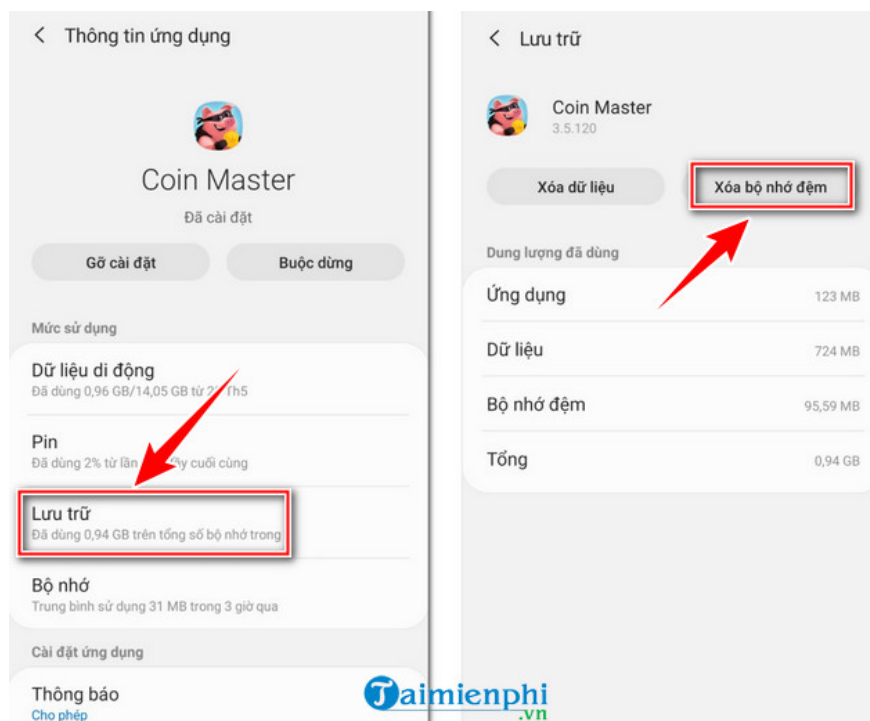 Thông tin ứng dụng
Coin Master
Đã cài đặt
Gỡ cài đặt
Buộc dừng
Mức sử dụng
Dữ liệu di động
Đã dùng 0,96 GB/14,05 GB từ Th5
Pin
Đã dùng 2% từ lần cuối cùng
Lưu trữ
Đã dùng 0,94 GB trên tổng số bộ nhớ trong
Bộ nhớ
Trung bình sử dụng 31 MB trong 3 giờ qua
Cài đặt ứng dụng
Thông báo
Cho phép
Lưu trữ
Coin Master
3.5.120
Xóa dữ liệu
Xóa bộ nhớ đệm
Dung lượng đã dùng
Ứng dụng 123 MB
Dữ liệu 724 MB
Bộ nhớ đệm 95,59 MB
Tổng 0,94 GB
Taimienphi
.vn